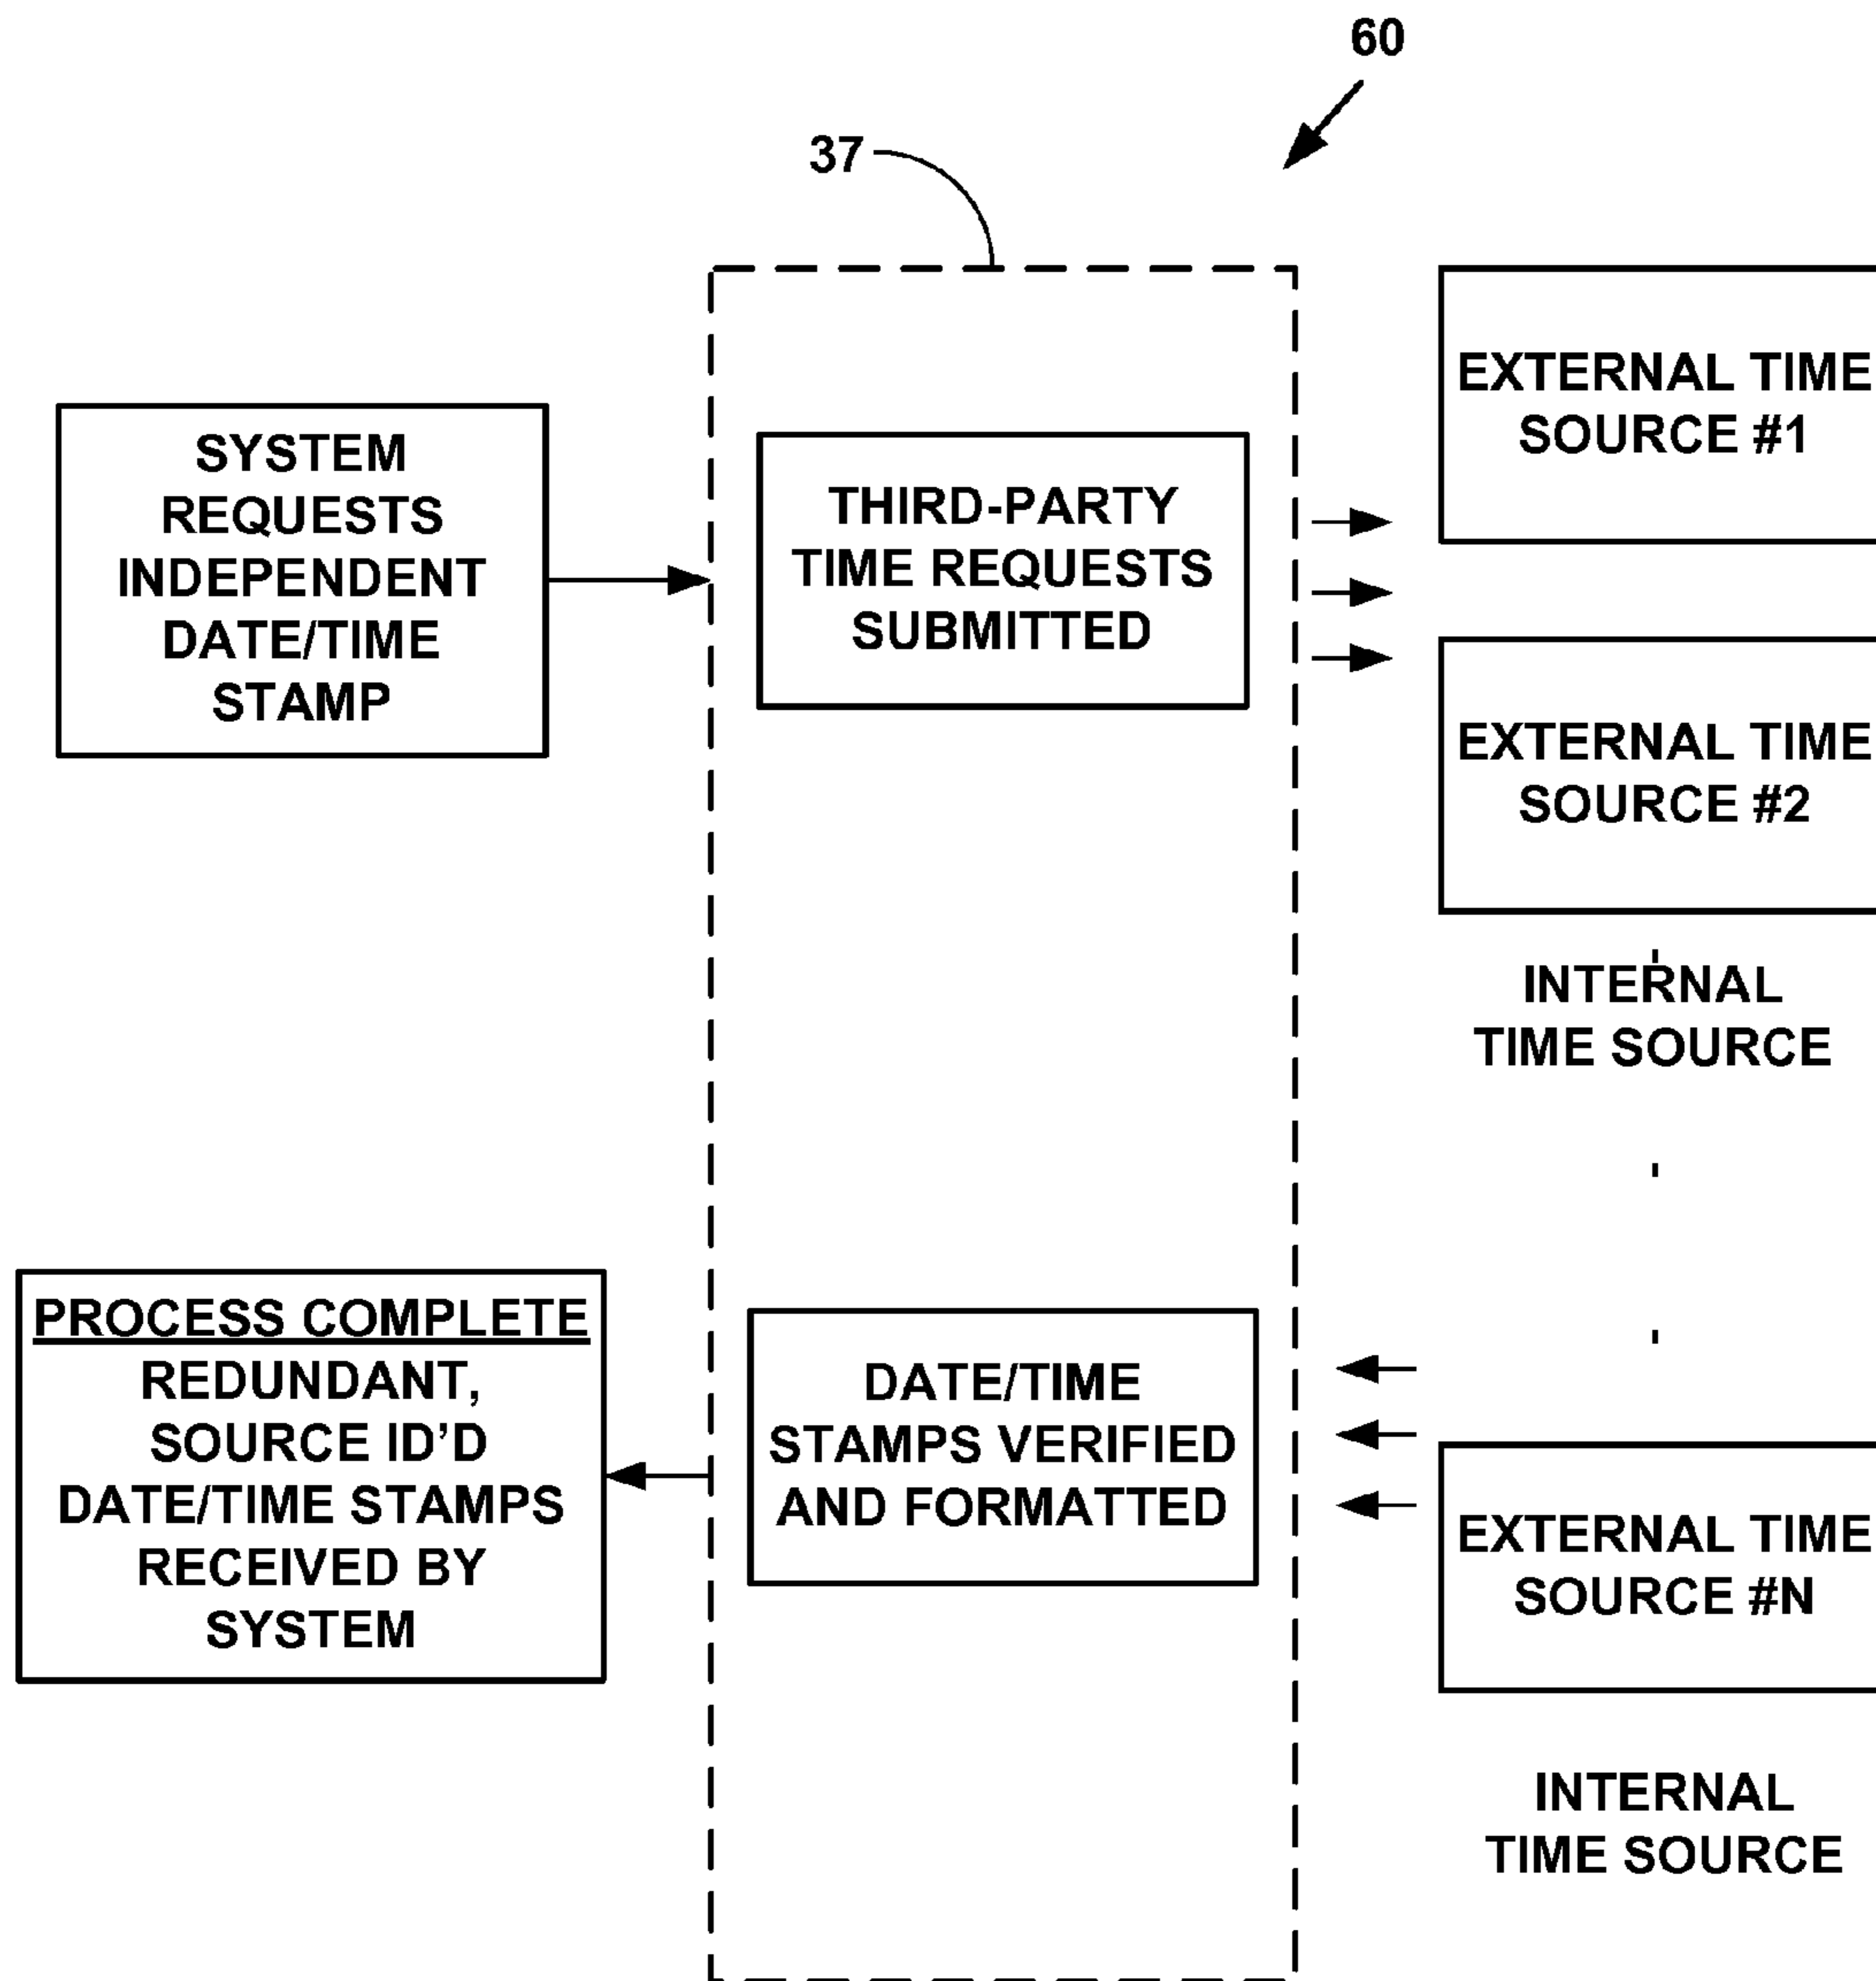 60
37
SYSTEM
REQUESTS
INDEPENDENT
DATE/TIME
STAMP
THIRD-PARTY
TIME REQUESTS
SUBMITTED
EXTERNAL TIME
SOURCE #1
EXTERNAL TIME
SOURCE #2
INTERNAL
TIME SOURCE
PROCESS COMPLETE
REDUNDANT,
SOURCE ID’D
DATE/TIME STAMPS
RECEIVED BY
SYSTEM
DATE/TIME
STAMPS VERIFIED
AND FORMATTED
EXTERNAL TIME
SOURCE #N
INTERNAL
TIME SOURCE